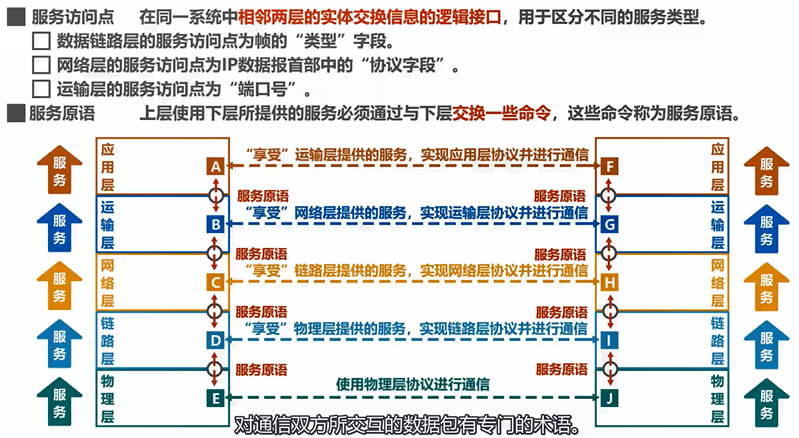 服务访问点 在同一系统中相邻两层的实体交换信息的逻辑接口，用于区分不同的服务类型。
数据链路层的服务访问点为帧的“类型”字段。
网络层的服务访问点为IP数据报首部中的“协议字段”。
运输层的服务访问点为“端口号”。
服务原语 上层使用下层所提供的服务必须通过与下层交换一些命令，这些命令称为服务原语。
服务 应用层 A “享受”运输层提供的服务，实现应用层协议并进行通信 F 应用层 服务
服务原语 服务原语
服务 运输层 B “享受”网络层提供的服务，实现运输层协议并进行通信 G 运输层 服务
服务原语 服务原语
服务 网络层 C “享受”链路层提供的服务，实现网络层协议并进行通信 H 网络层 服务
服务原语 服务原语
服务 链路层 D “享受”物理层提供的服务，实现链路层协议并进行通信 I 链路层 服务
服务原语 服务原语
服务 物理层 E 使用物理层协议进行通信 J 物理层 服务
对通信双方所交互的数据包有专门的术语。